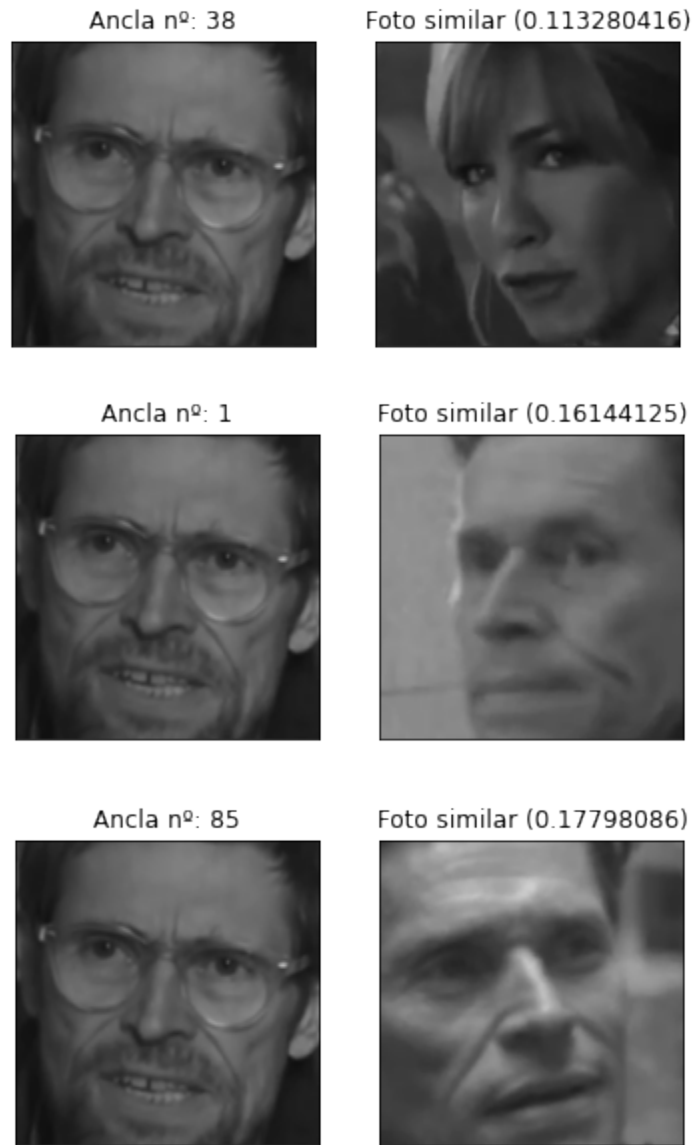 Ancla nº: 38
Foto similar (0.113280416)
Ancla nº: 1
Foto similar (0.16144125)
Ancla nº: 85
Foto similar (0.17798086)